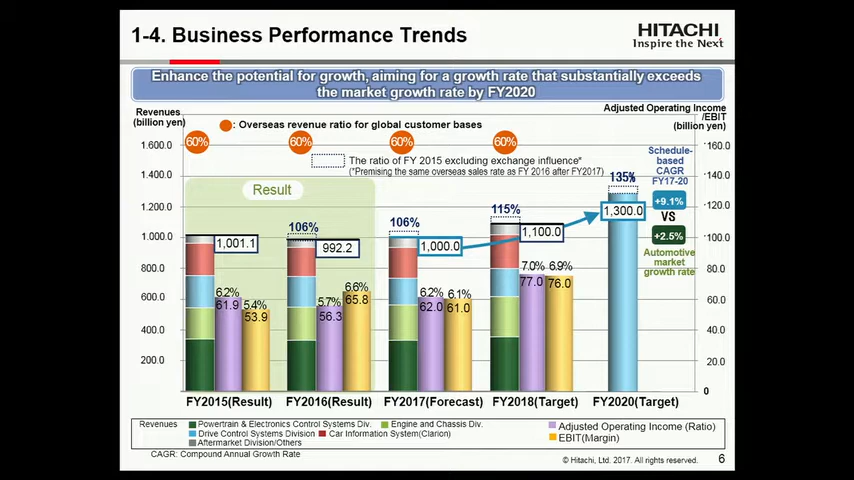 1-4. Business Performance Trends
HITACHI
Inspire the Next
Enhance the potential for growth, aiming for a growth rate that substantially exceeds
the market growth rate by FY2020
Revenues
(billion yen)
Adjusted Operating Income
/EBIT
(billion yen)
: Overseas revenue ratio for global customer bases
60%
60%
60%
60%
The ratio of FY 2015 excluding exchange influence*
(*Premising the same overseas sales rate as FY 2016 after FY2017)
Schedule-
based
CAGR
FY17-20
+9.1%
VS
+2.5%
Automotive
market
growth rate
Result
1.600.0
1,400.0
1.200.0
1.000.0
800.0
600.0
400.0
200.0
160.0
140.0
120.0
100.0
80.0
60.0
40.0
20.0
0
1,001.1
6.2%
61.9
5.4%
53.9
106%
992.2
5.7%
56.3
6.6%
65.8
106%
1,000.0
6.2%
62.0
6.1%
61.0
115%
1,100.0
7.0%
77.0
6.9%
76.0
135%
1,300.0
FY2015(Result) FY2016(Result) FY2017(Forecast) FY2018(Target) FY2020(Target)
Revenues
Powertrain & Electronics Control Systems Div. Engine and Chassis Div.
Drive Control Systems Division Car Information System(Clarion)
Aftermarket Division/Others
Adjusted Operating Income (Ratio)
EBIT(Margin)
CAGR: Compound Annual Growth Rate
© Hitachi, Ltd. 2017. All rights reserved. 6